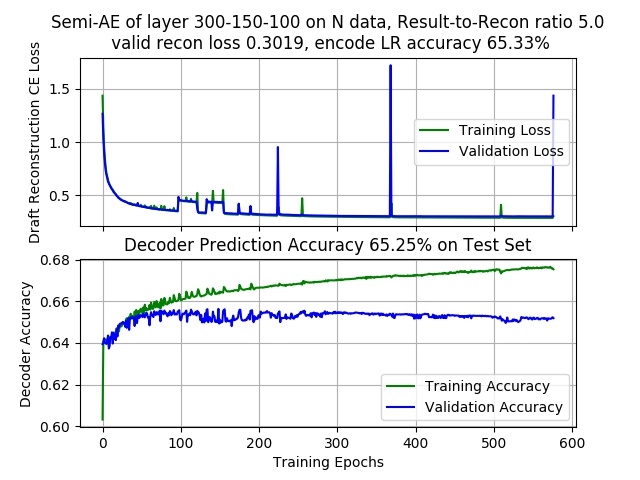 Semi-AE of layer 300-150-100 on N data, Result-to-Recon ratio 5.0
valid recon loss 0.3019, encode LR accuracy 65.33%
Draft Reconstruction CE Loss
1.5
1.0
0.5
Training Loss
Validation Loss
Decoder Prediction Accuracy 65.25% on Test Set
Decoder Accuracy
0.68
0.66
0.64
0.62
0.60
Training Accuracy
Validation Accuracy
0 100 200 300 400 500 600
Training Epochs